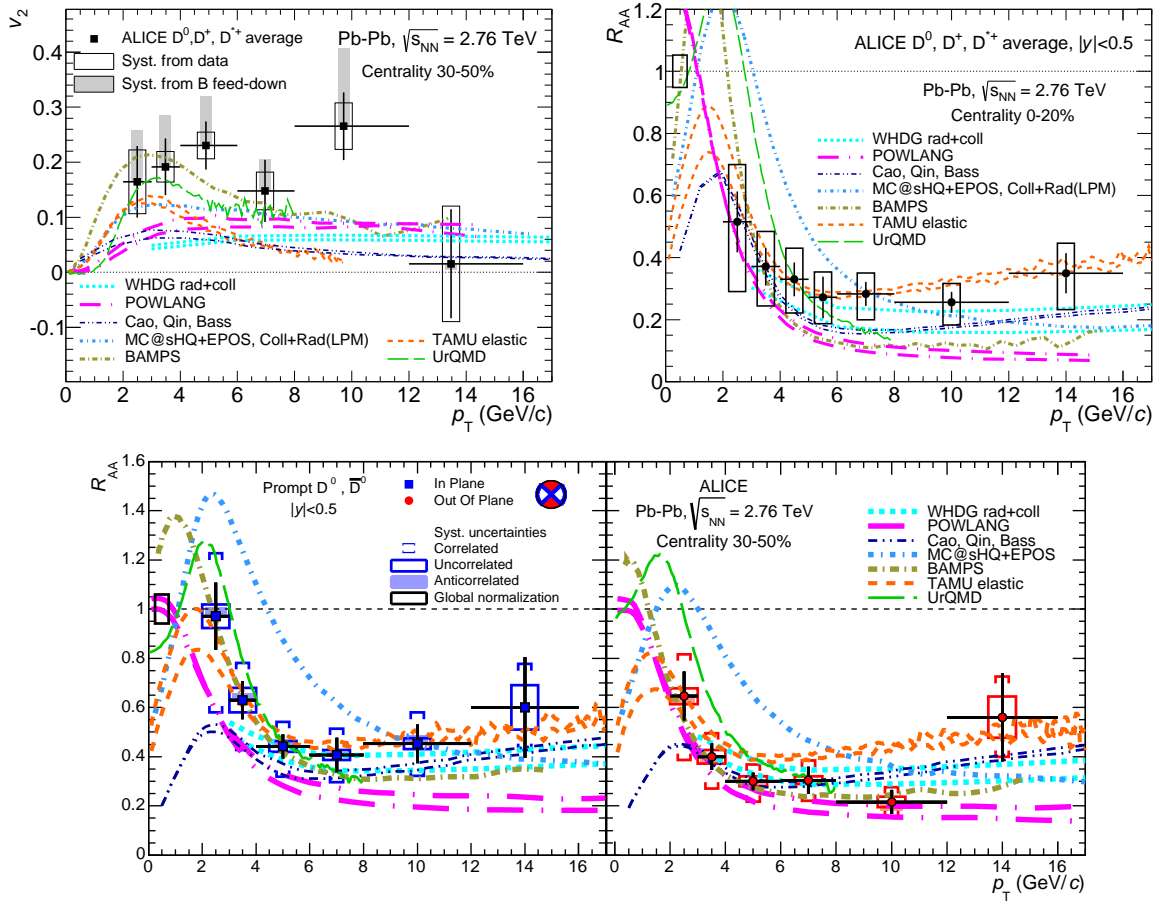 v2
ALICE D0,D+, D*+ average
Syst. from data
Syst. from B feed-down
Pb-Pb, √sNN = 2.76 TeV
Centrality 30-50%
0.4
0.3
0.2
0.1
0
-0.1
WHDG rad+coll
POWLANG
Cao, Qin, Bass
MC@sHQ+EPOS, Coll+Rad(LPM)
BAMPS
TAMU elastic
UrQMD
0 2 4 6 8 10 12 14 16
pT (GeV/c)
RAA
1.2
1
0.8
0.6
0.4
0.2
0
ALICE D0, D+, D*+ average, |y|<0.5
Pb-Pb, √sNN = 2.76 TeV
Centrality 0-20%
WHDG rad+coll
POWLANG
Cao, Qin, Bass
MC@sHQ+EPOS, Coll+Rad(LPM)
BAMPS
TAMU elastic
UrQMD
0 2 4 6 8 10 12 14 16
pT (GeV/c)
RAA
1.6
1.4
1.2
1
0.8
0.6
0.4
0.2
0
Prompt D0, D̅0
|y|<0.5
In Plane
Out Of Plane
Syst. uncertainties
Correlated
Uncorrelated
Anticorrelated
Global normalization
0 2 4 6 8 10 12 14 16
ALICE
Pb-Pb, √sNN = 2.76 TeV
Centrality 30-50%
WHDG rad+coll
POWLANG
Cao, Qin, Bass
MC@sHQ+EPOS
BAMPS
TAMU elastic
UrQMD
0 2 4 6 8 10 12 14 16
pT (GeV/c)